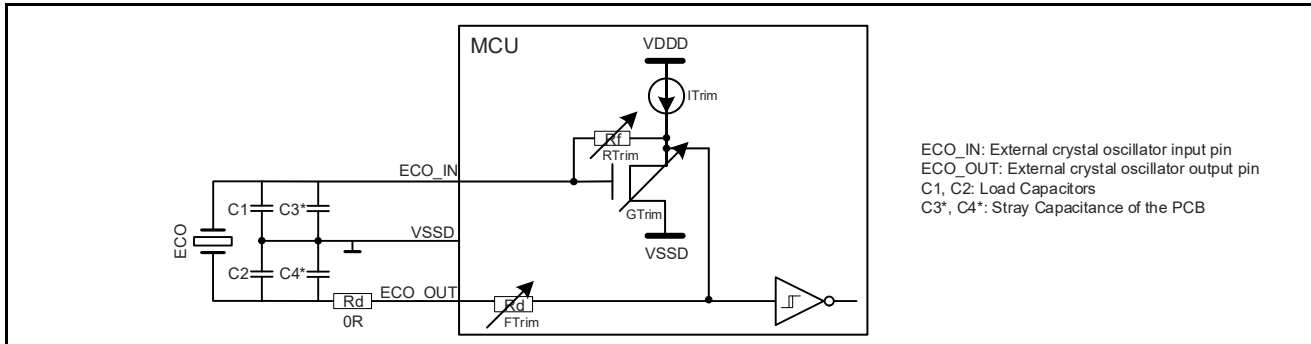 MCU
VDDD
ITrim
Rf
RTrim
ECO_IN
GTrim
C1
C3*
VSSD
VSSD
ECO
C2
C4*
ECO_OUT
Rd
0R
Rd
FTrim
ECO_IN: External crystal oscillator input pin
ECO_OUT: External crystal oscillator output pin
C1, C2: Load Capacitors
C3*, C4*: Stray Capacitance of the PCB